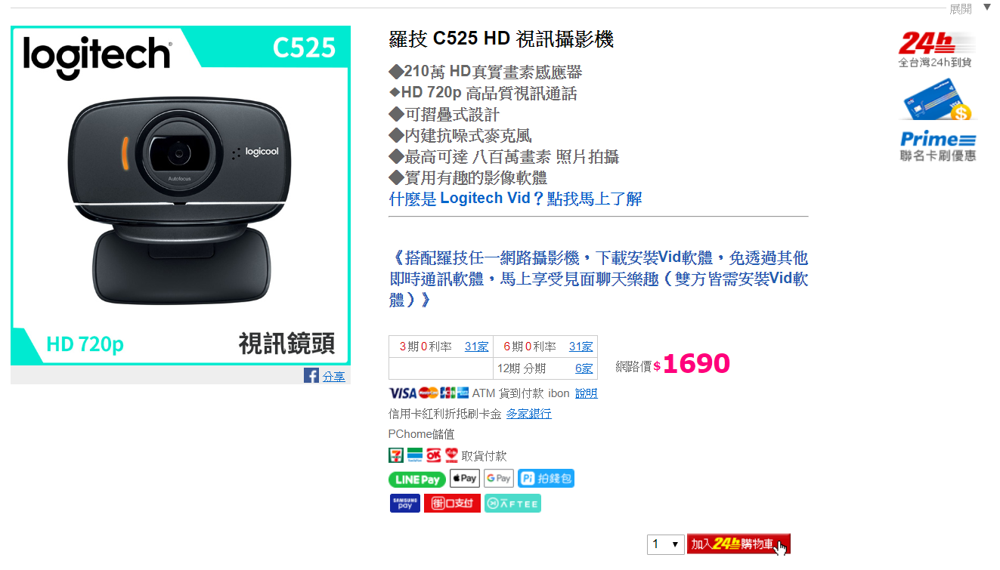 展開 ▼
logitech
C525
logicool
Autofocus
HD 720p
視訊鏡頭
分享
羅技 C525 HD 視訊攝影機
◆210萬 HD真實畫素感應器
◆HD 720p 高品質視訊通話
◆可摺疊式設計
◆內建抗噪式麥克風
◆最高可達 八百萬畫素 照片拍攝
◆實用有趣的影像軟體
什麼是 Logitech Vid？點我馬上了解
《搭配羅技任一網路攝影機，下載安裝Vid軟體，免透過其他
即時通訊軟體，馬上享受見面聊天樂趣（雙方皆需安裝Vid軟
體）》
3期0利率 31家 6期0利率 31家
12期 分期 6家
網路價$1690
VISA MasterCard JCB ATM 貨到付款 ibon 說明
信用卡紅利折抵刷卡金 多家銀行
PChome儲值
7 OK 取貨付款
LINE Pay Pay G Pay Pi 拍錢包
SAMSUNG pay 街口支付 AFTEE
1 ▼ 加入24h購物車
24h
全台灣24h到貨
Prime
聯名卡刷優惠